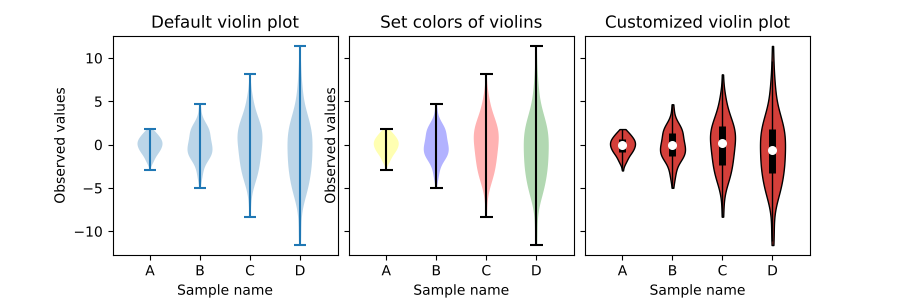 Default violin plot
Set colors of violins
Customized violin plot
Observed values
10
5
0
−5
−10
A B C D
Sample name
Observed values
A B C D
Sample name
A B C D
Sample name